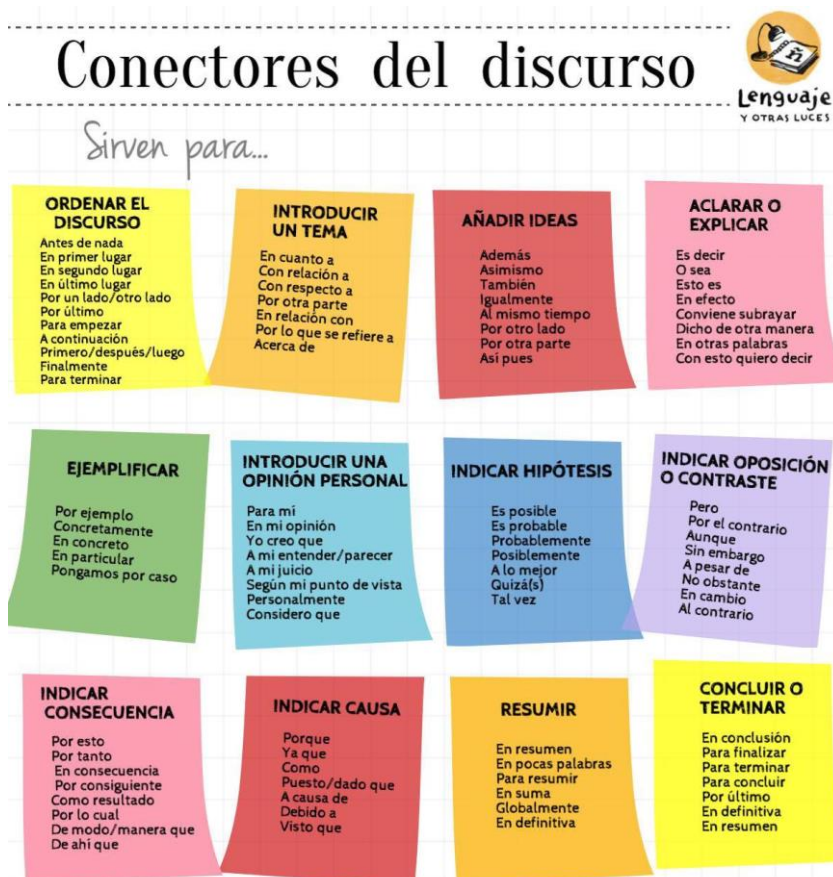 Conectores del discurso
Lenguaje
Y OTRAS LUCES
Sirven para...
ORDENAR EL
DISCURSO
Antes de nada
En primer lugar
En segundo lugar
En último lugar
Por un lado/otro lado
Por último
Para empezar
A continuación
Primero/después/luego
Finalmente
Para terminar
INTRODUCIR
UN TEMA
En cuanto a
Con relación a
Con respecto a
Por otra parte
En relación con
Por lo que se refiere a
Acerca de
AÑADIR IDEAS
Además
Asimismo
También
Igualmente
Al mismo tiempo
Por otro lado
Por otra parte
Así pues
ACLARAR O
EXPLICAR
Es decir
O sea
Esto es
En efecto
Conviene subrayar
Dicho de otra manera
En otras palabras
Con esto quiero decir
EJEMPLIFICAR
Por ejemplo
Concretamente
En concreto
En particular
Pongamos por caso
INTRODUCIR UNA
OPINIÓN PERSONAL
Para mí
En mi opinión
Yo creo que
A mi entender/parecer
A mi juicio
Según mi punto de vista
Personalmente
Considero que
INDICAR HIPÓTESIS
Es posible
Es probable
Probablemente
Posiblemente
A lo mejor
Quizá(s)
Tal vez
INDICAR OPOSICIÓN
O CONTRASTE
Pero
Por el contrario
Aunque
Sin embargo
A pesar de
No obstante
En cambio
Al contrario
INDICAR
CONSECUENCIA
Por esto
Por tanto
En consecuencia
Por consiguiente
Como resultado
Por lo cual
De modo/manera que
De ahí que
INDICAR CAUSA
Porque
Ya que
Como
Puesto/dado que
A causa de
Debido a
Visto que
RESUMIR
En resumen
En pocas palabras
Para resumir
En suma
Globalmente
En definitiva
CONCLUIR O
TERMINAR
En conclusión
Para finalizar
Para terminar
Para concluir
Por último
En definitiva
En resumen